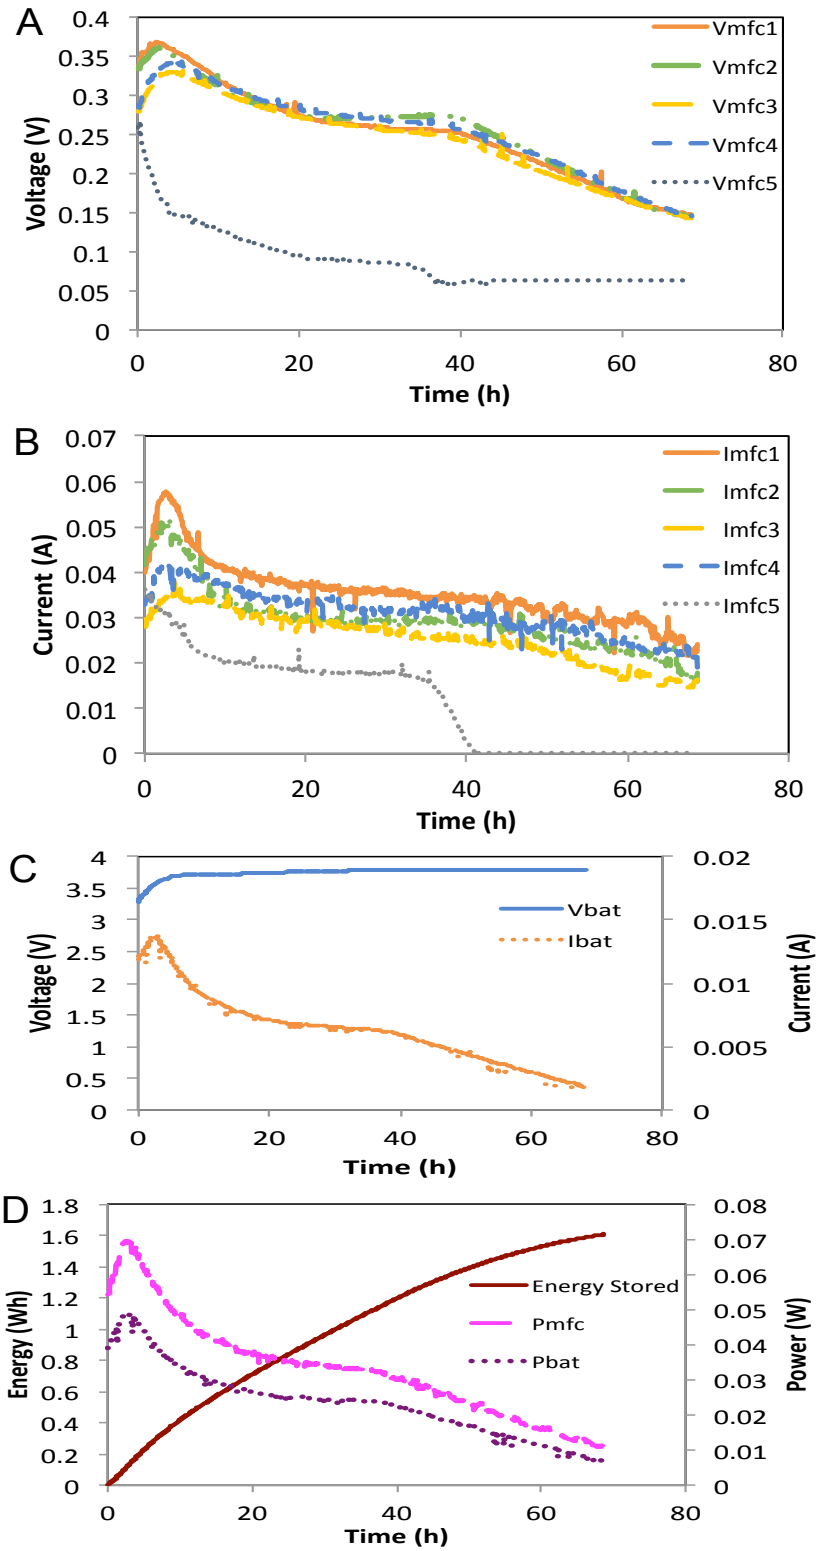 A
0.4
0.35
0.3
0.25
0.2
0.15
0.1
0.05
0
Voltage (V)
Vmfc1
Vmfc2
Vmfc3
Vmfc4
Vmfc5
0 20 40 60 80
Time (h)
B
0.07
0.06
0.05
0.04
0.03
0.02
0.01
0
Current (A)
Imfc1
Imfc2
Imfc3
Imfc4
Imfc5
0 20 40 60 80
Time (h)
C
4
3.5
3
2.5
2
1.5
1
0.5
0
Voltage (V)
Vbat
Ibat
0.02
0.015
0.01
0.005
0
Current (A)
0 20 40 60 80
Time (h)
D
1.8
1.6
1.4
1.2
1
0.8
0.6
0.4
0.2
0
Energy (Wh)
Energy Stored
Pmfc
Pbat
0.08
0.07
0.06
0.05
0.04
0.03
0.02
0.01
0
Power (W)
0 20 40 60 80
Time (h)